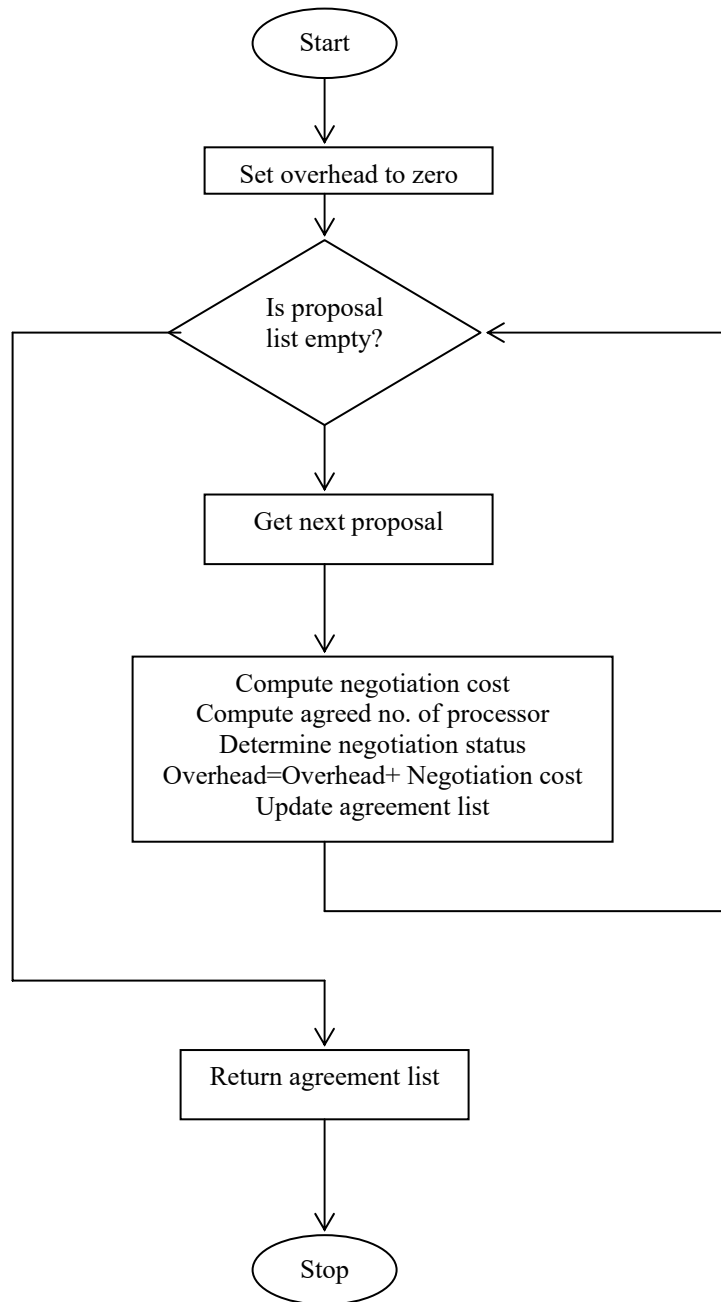 Start
Set overhead to zero
Is proposal
list empty?
Get next proposal
Compute negotiation cost
Compute agreed no. of processor
Determine negotiation status
Overhead=Overhead+ Negotiation cost
Update agreement list
Return agreement list
Stop